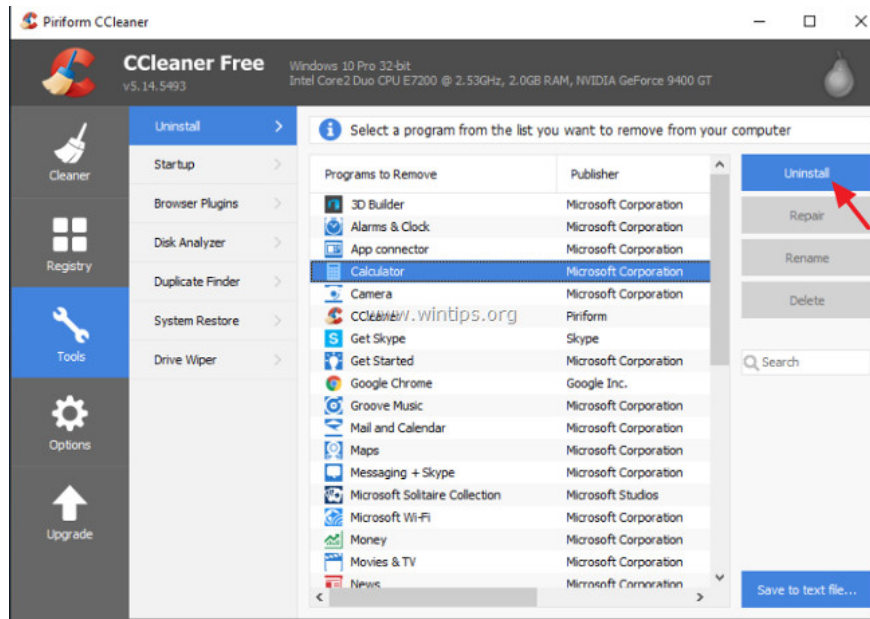 Piriform CCleaner
CCleaner Free
v5.14.5493
Windows 10 Pro 32-bit
Intel Core2 Duo CPU E7200 @ 2.53GHz, 2.0GB RAM, NVIDIA GeForce 9400 GT
Cleaner
Registry
Tools
Options
Upgrade
Uninstall
Startup
Browser Plugins
Disk Analyzer
Duplicate Finder
System Restore
Drive Wiper
Select a program from the list you want to remove from your computer
Programs to Remove Publisher
3D Builder Microsoft Corporation
Alarms & Clock Microsoft Corporation
App connector Microsoft Corporation
Calculator Microsoft Corporation
Camera Microsoft Corporation
CCleaner Piriform
www.wintips.org
Get Skype Skype
Get Started Microsoft Corporation
Google Chrome Google Inc.
Groove Music Microsoft Corporation
Mail and Calendar Microsoft Corporation
Maps Microsoft Corporation
Messaging + Skype Microsoft Corporation
Microsoft Solitaire Collection Microsoft Studios
Microsoft Wi-Fi Microsoft Corporation
Money Microsoft Corporation
Movies & TV Microsoft Corporation
News Microsoft Corporation
Uninstall
Repair
Rename
Delete
Search
Save to text file...